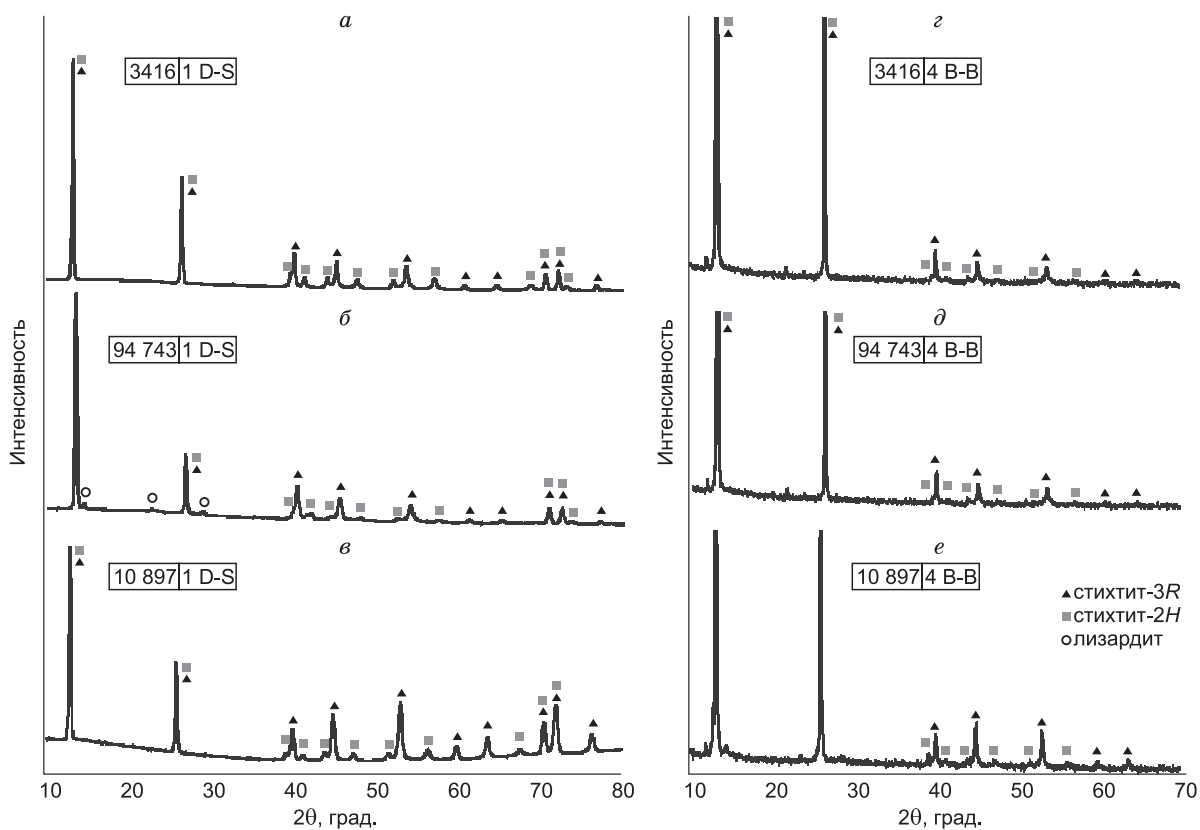 а
3416 1 D-S
б
94 743 1 D-S
в
10 897 1 D-S
Интенсивность
10 20 30 40 50 60 70 80
2θ, град.
г
3416 4 B-B
д
94 743 4 B-B
е
10 897 4 B-B
стихтит-3R
стихтит-2H
лизардит
Интенсивность
10 20 30 40 50 60 70
2θ, град.